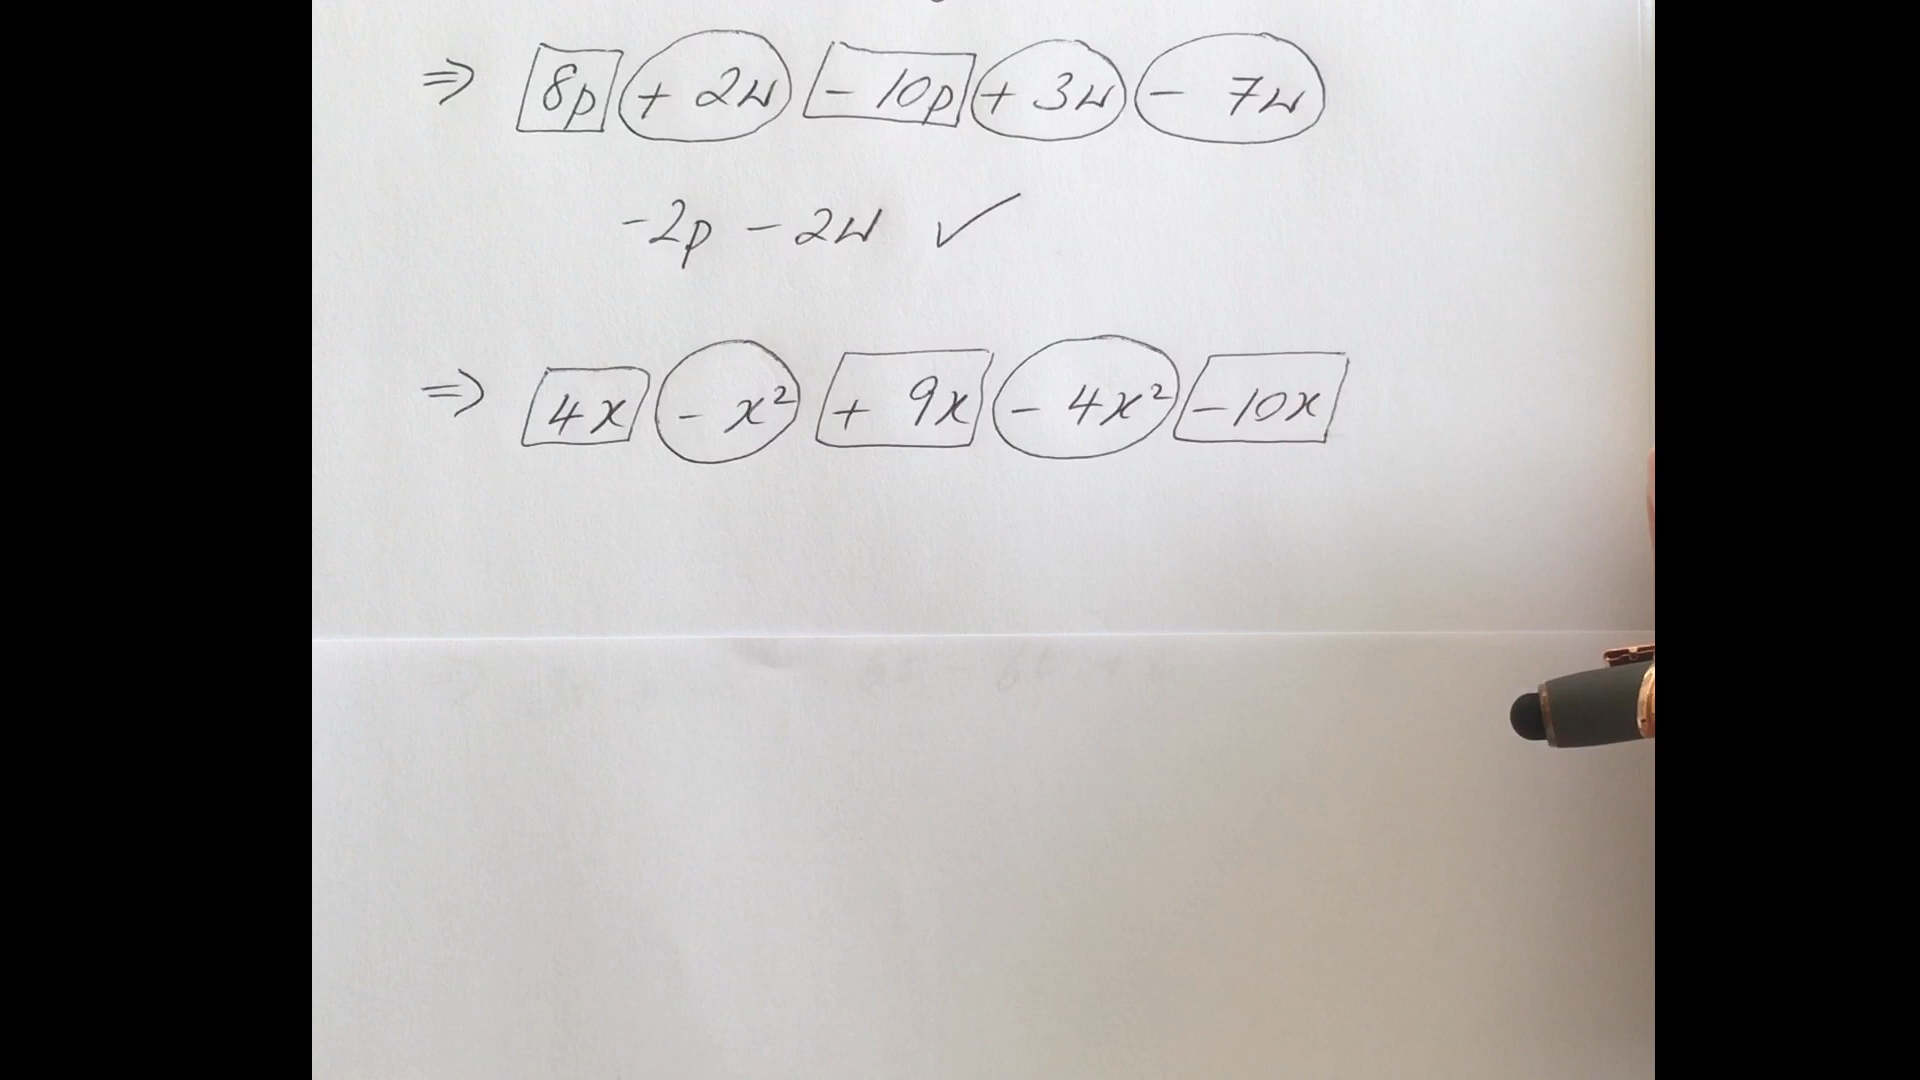 ⇒ 8p + 2w - 10p + 3w - 7w
-2p - 2w ✓
⇒ 4x - x² + 9x - 4x² - 10x